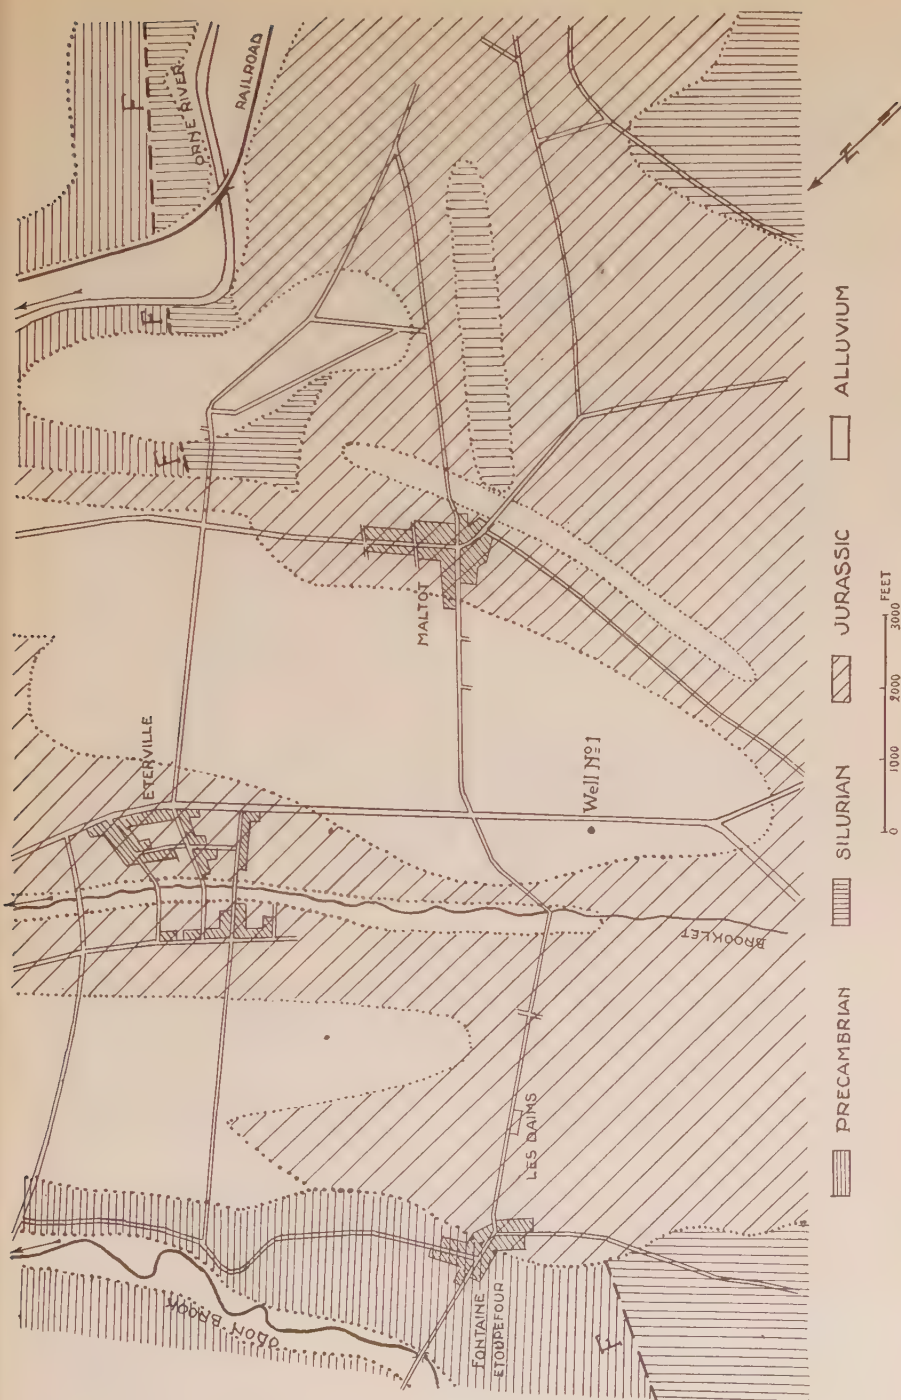 F
ORNE RIVER
RAILROAD
F
F
N
MALTOT
ETERVILLE
Well Nº 1
BROOKLET
LES DAIMS
ODON BROOK
FONTAINE
ETOUPEFOUR
F
PRECAMBRIAN
SILURIAN
JURASSIC
ALLUVIUM
0 1000 2000 3000
FEET